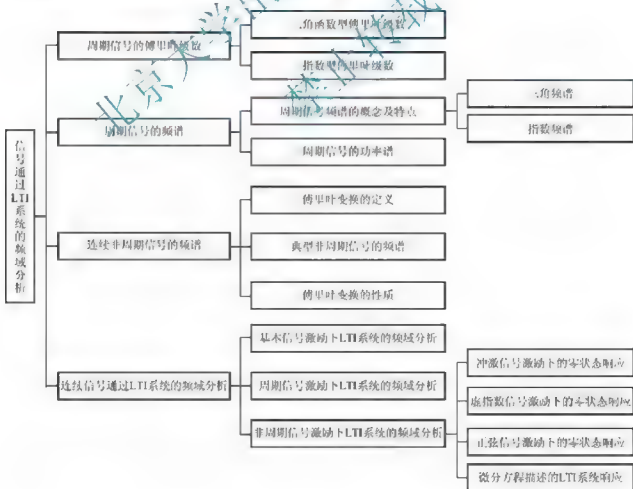 信号通过LTI系统的频域分析
周期信号的傅里叶级数
三角函数型傅里叶级数
指数型傅里叶级数
周期信号的频谱
周期信号频谱的概念及特点
三角频谱
指数频谱
周期信号的功率谱
连续非周期信号的频谱
傅里叶变换的定义
典型非周期信号的频谱
傅里叶变换的性质
连续信号通过LTI系统的频域分析
基本信号激励下LTI系统的频域分析
周期信号激励下LTI系统的频域分析
非周期信号激励下LTI系统的频域分析
冲激信号激励下的零状态响应
虚指数信号激励下的零状态响应
正弦信号激励下的零状态响应
微分方程描述的LTI系统响应
北京大学
禁止转载